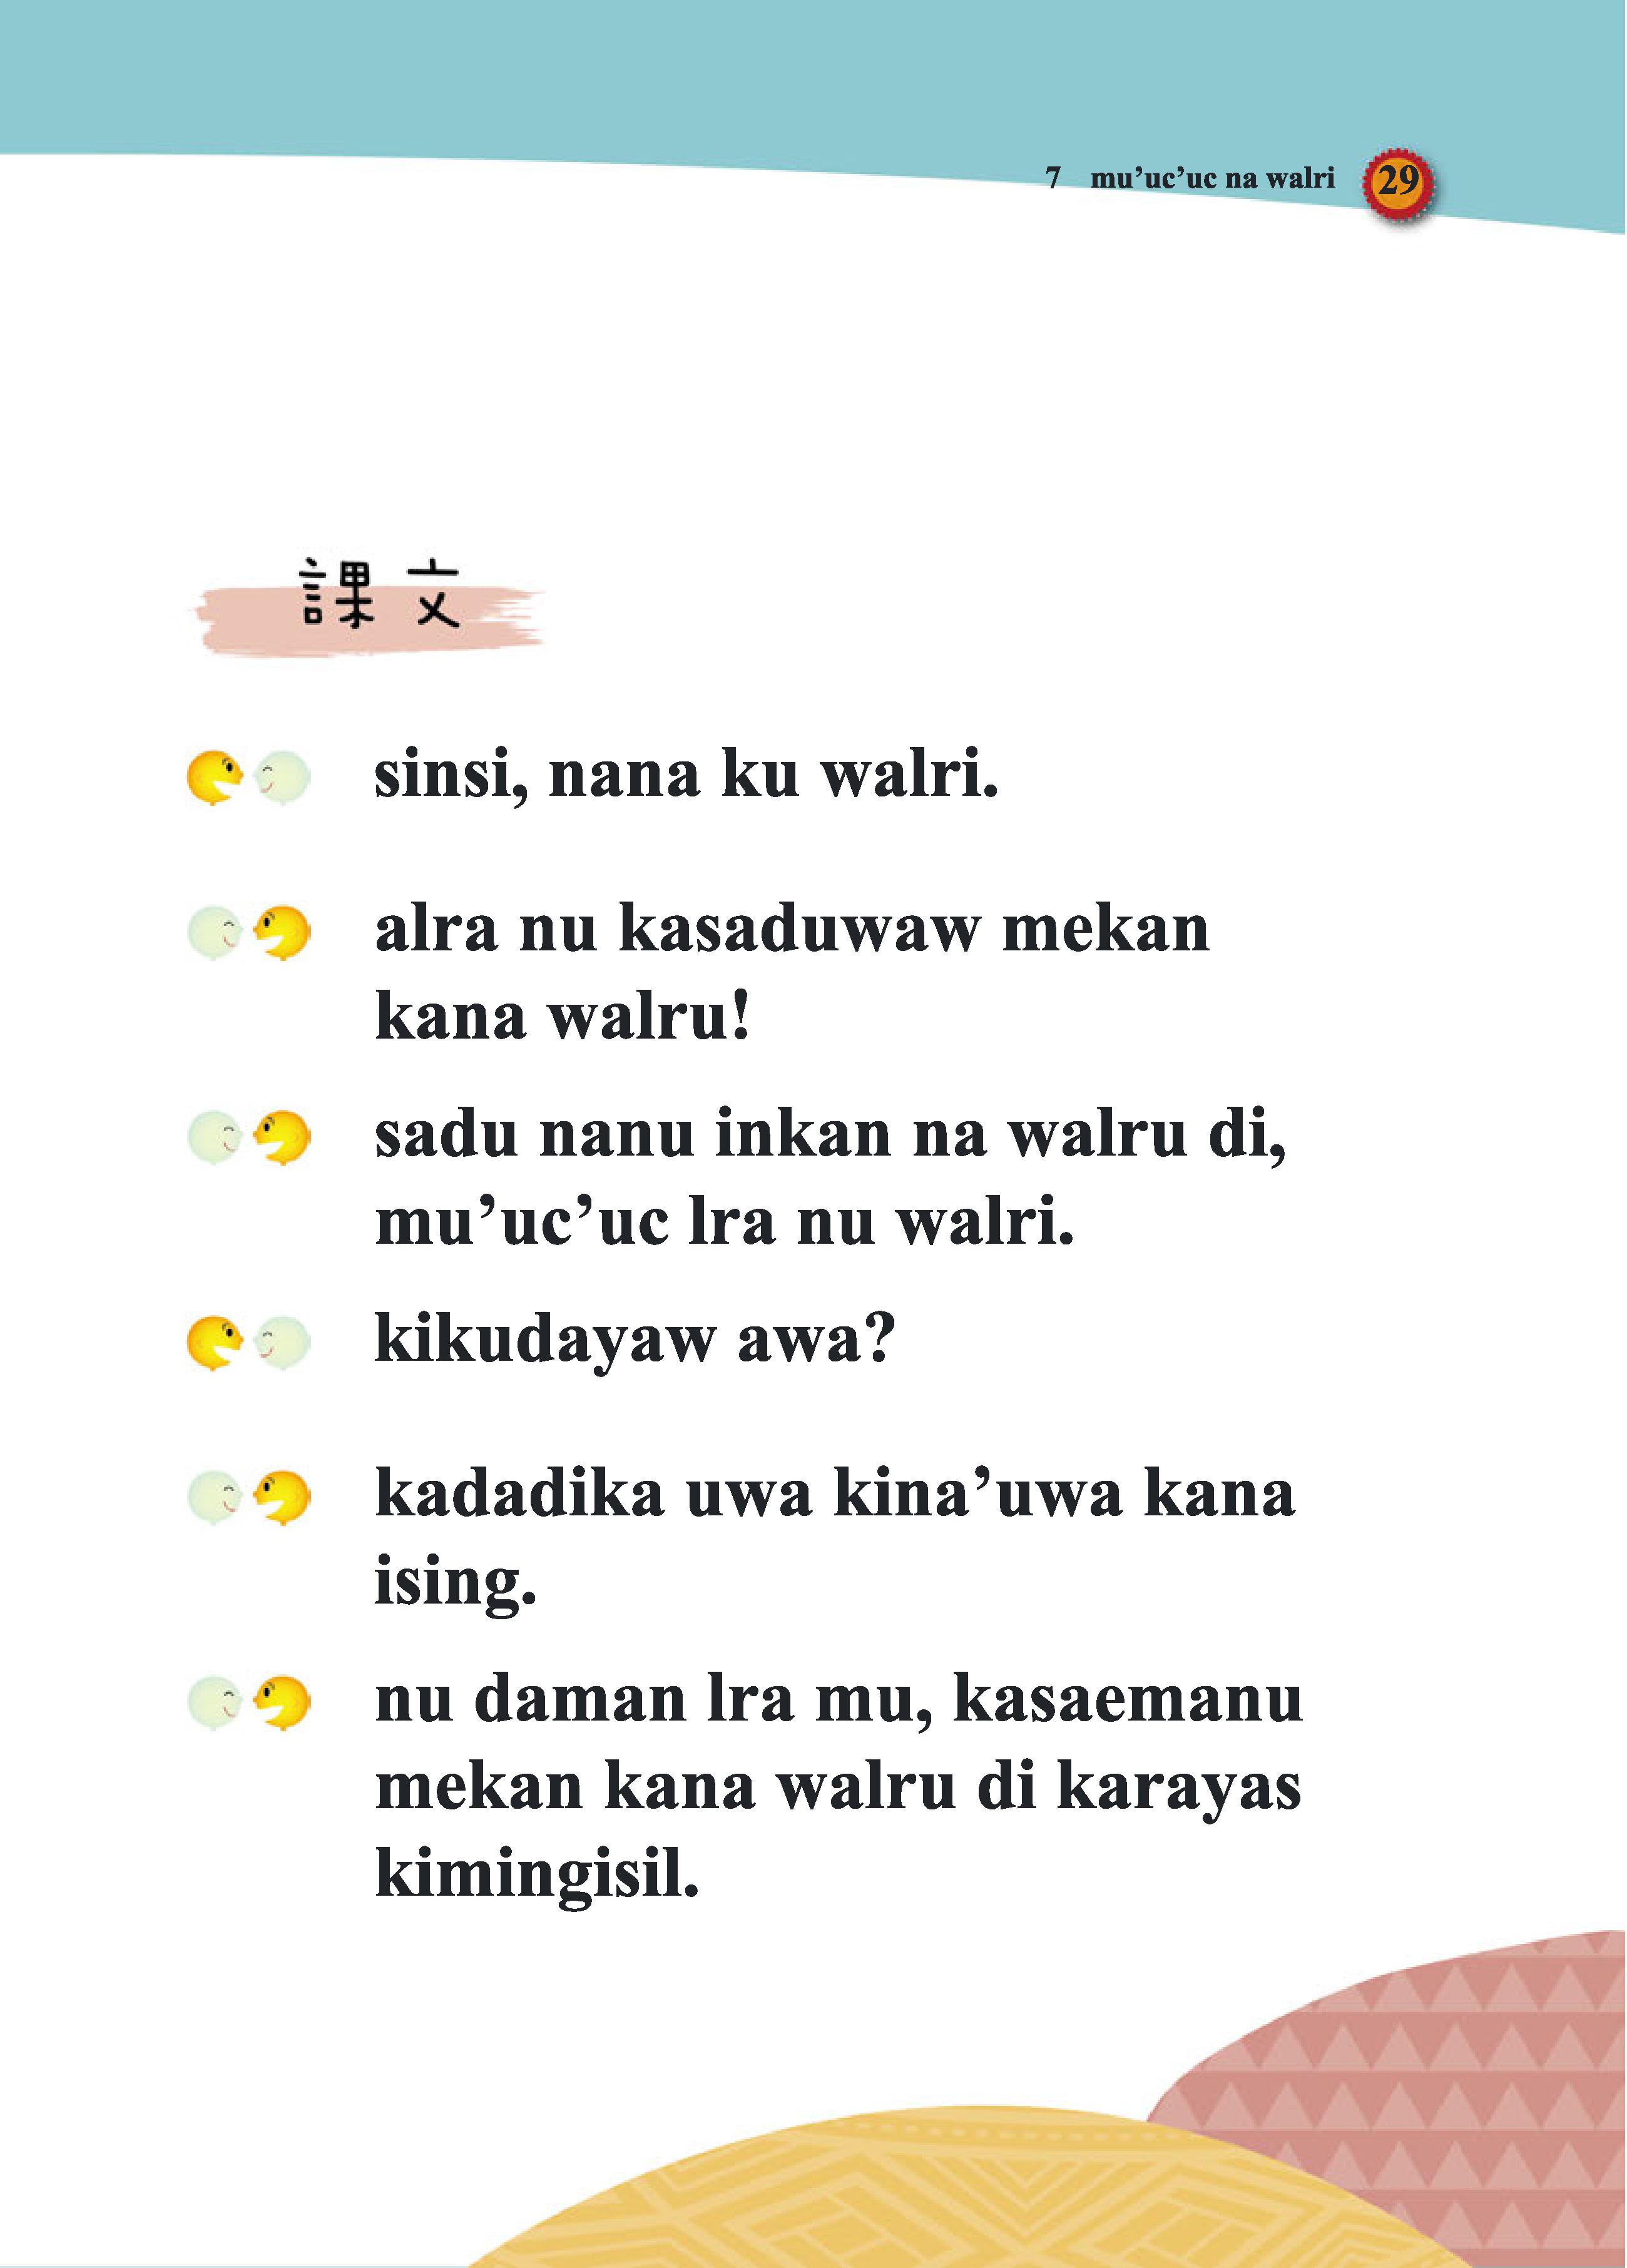 7 mu’uc’uc na walri 29
課文
sinsi, nana ku walri.
alra nu kasaduwaw mekan
kana walru!
sadu nanu inkan na walru di,
mu’uc’uc lra nu walri.
kikudayaw awa?
kadadika uwa kina’uwa kana
ising.
nu daman lra mu, kasaemanu
mekan kana walru di karayas
kimingisil.